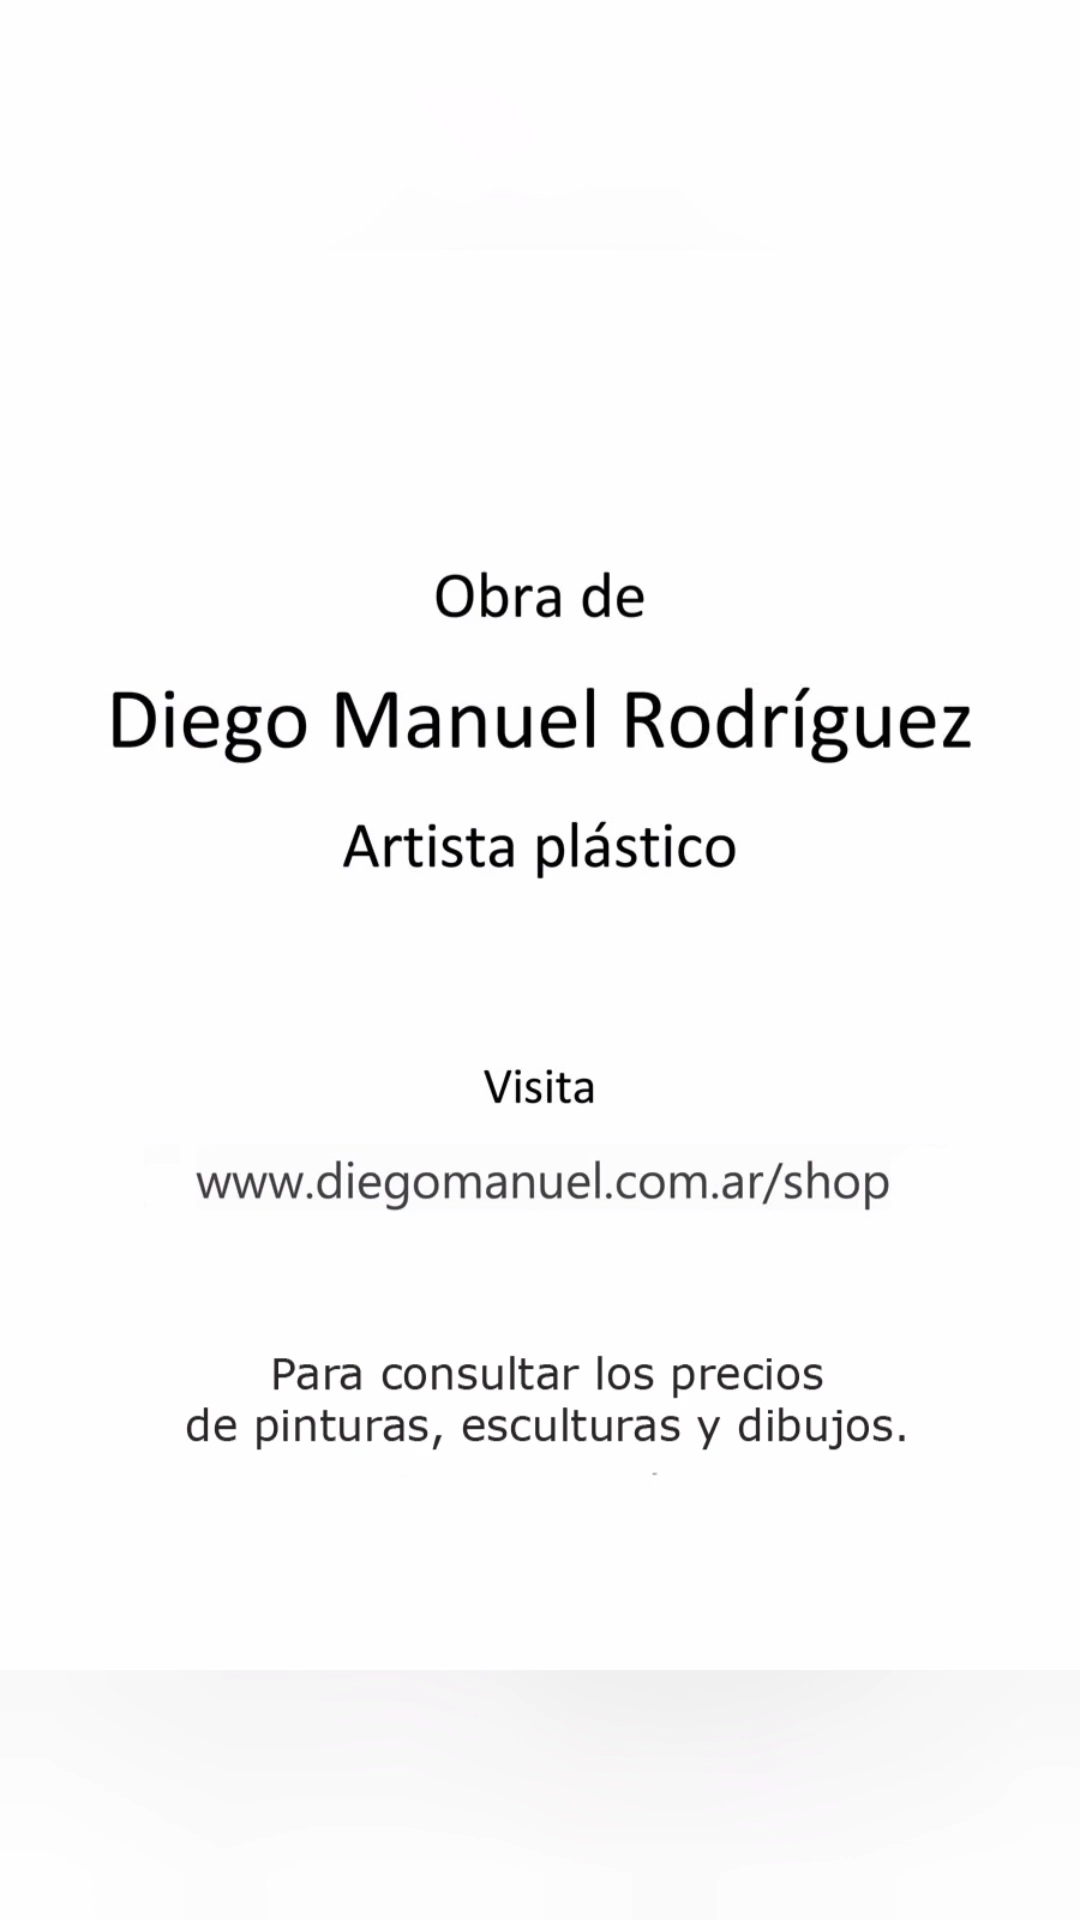 Obra de
Diego Manuel Rodríguez
Artista plástico
Visita
www.diegomanuel.com.ar/shop
Para consultar los precios
de pinturas, esculturas y dibujos.